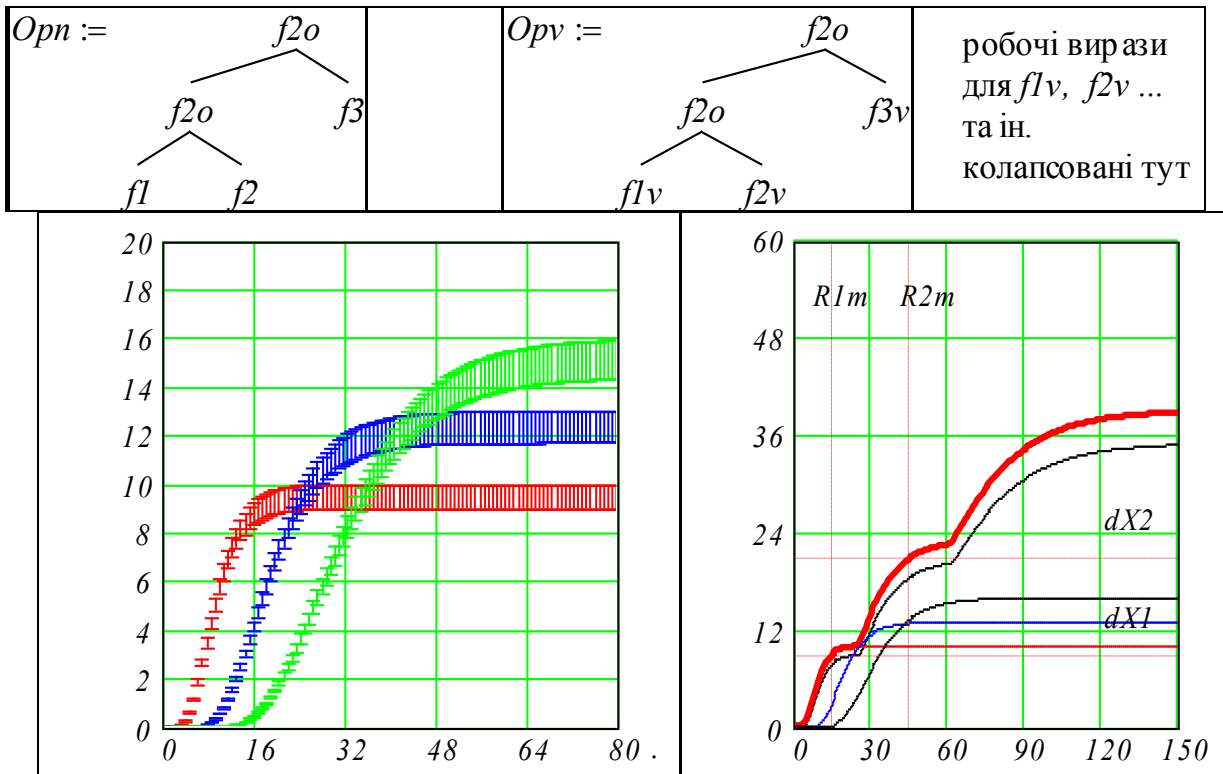 Opn := f2o
f2o f3
f1 f2
Opv := f2o
f2o f3v
f1v f2v
робочі вирази
для f1v, f2v ...
та ін.
колапсовані тут
20
18
16
14
12
10
8
6
4
2
0
0 16 32 48 64 80 .
60
48
36
24
12
0
R1m R2m
dX2
dX1
0 30 60 90 120 150